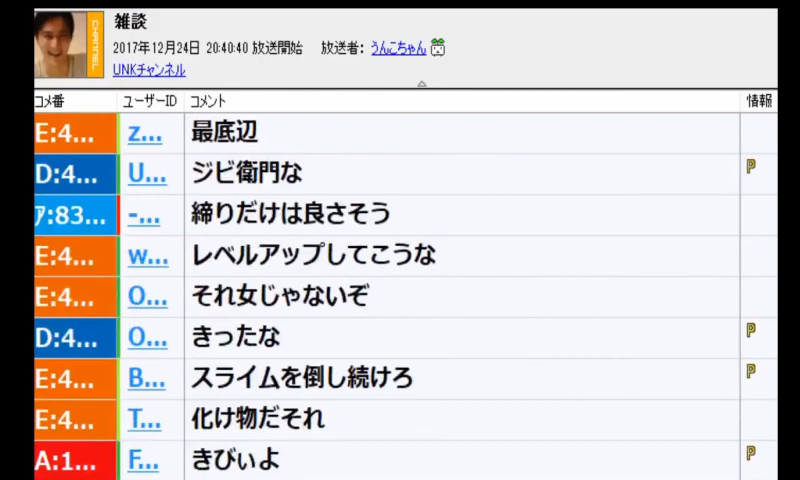 CHANNEL
雑談
2017年12月24日 20:40:40 放送開始 放送者: うんこちゃん
UNKチャンネル
コメ番 ユーザーID コメント 情報
E:4... z... 最底辺
D:4... U... ジビ衛門な P
ｱ:83... -... 締りだけは良さそう
E:4... w... レベルアップしてこうな
E:4... O... それ女じゃないぞ
D:4... O... きったな P
E:4... B... スライムを倒し続けろ P
E:4... T... 化け物だそれ
A:1... F... きびぃよ P